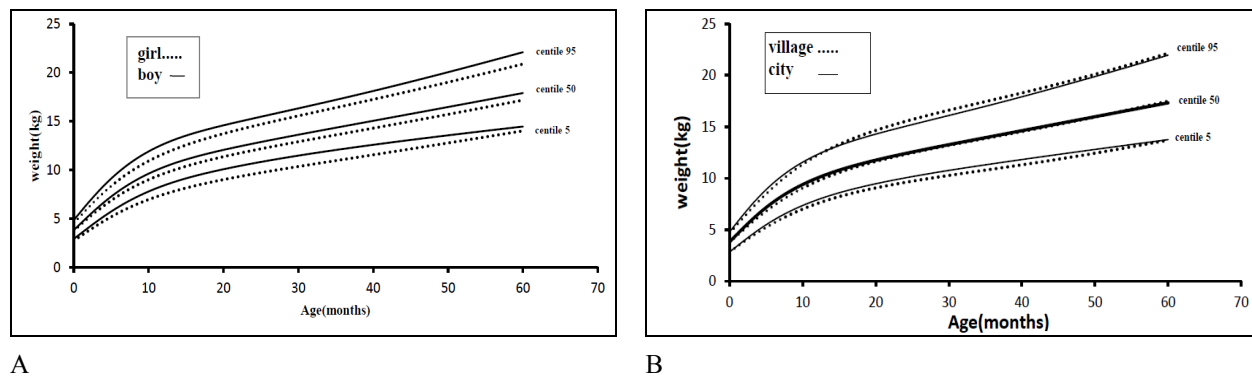 25
20
15
10
5
0
weight(kg)
girl.....
boy —
centile 95
centile 50
centile 5
0 10 20 30 40 50 60 70
Age(months)
A
25
20
15
10
5
0
weight(kg)
village .....
city —
centile 95
centile 50
centile 5
0 10 20 30 40 50 60 70
Age(months)
B